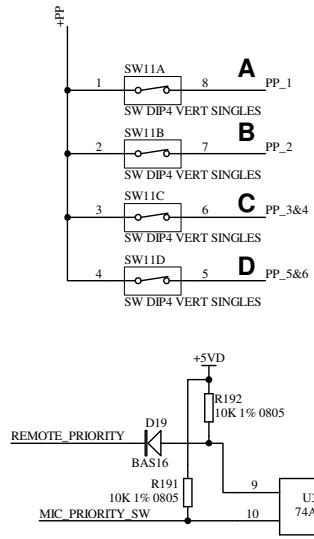 +PP
SW11A
A
1
8
PP_1
SW DIP4 VERT SINGLES
SW11B
B
2
7
PP_2
SW DIP4 VERT SINGLES
SW11C
C
3
6
PP_3&4
SW DIP4 VERT SINGLES
SW11D
D
4
5
PP_5&6
SW DIP4 VERT SINGLES
+5VD
R192
10K 1% 0805
D19
REMOTE_PRIORITY
BAS16
R191
10K 1% 0805
9
MIC_PRIORITY_SW
10